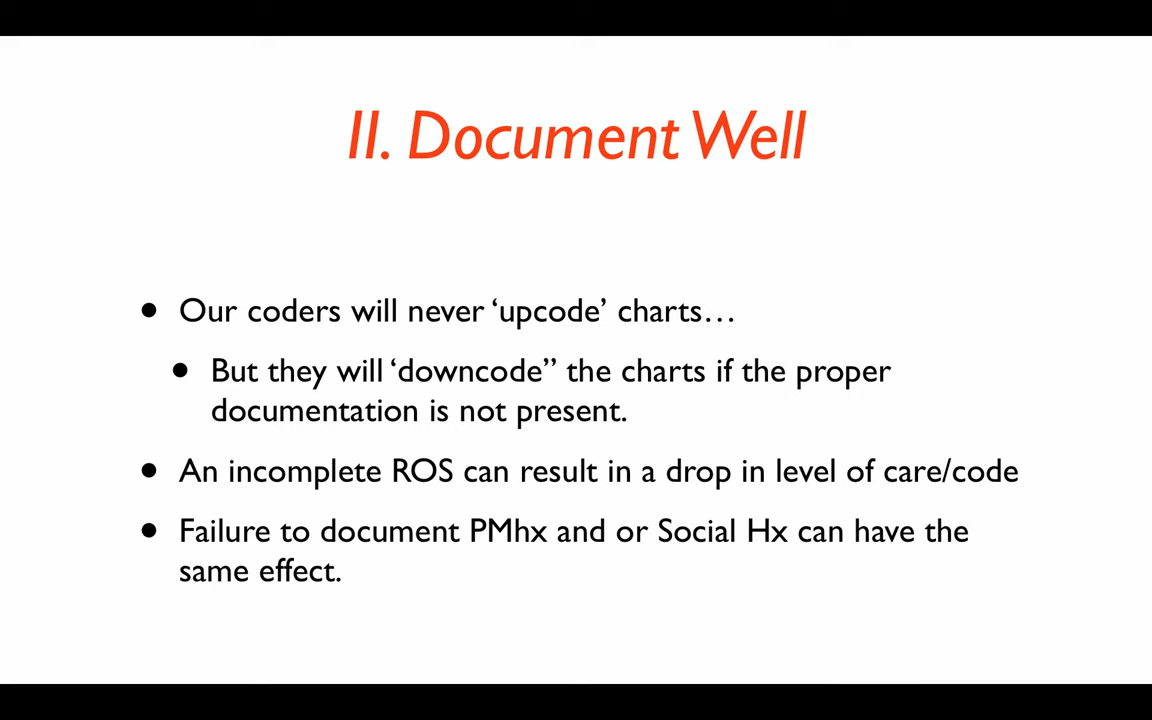 II. Document Well
• Our coders will never ‘upcode’ charts…
• But they will ‘downcode” the charts if the proper
documentation is not present.
• An incomplete ROS can result in a drop in level of care/code
• Failure to document PMhx and or Social Hx can have the
same effect.